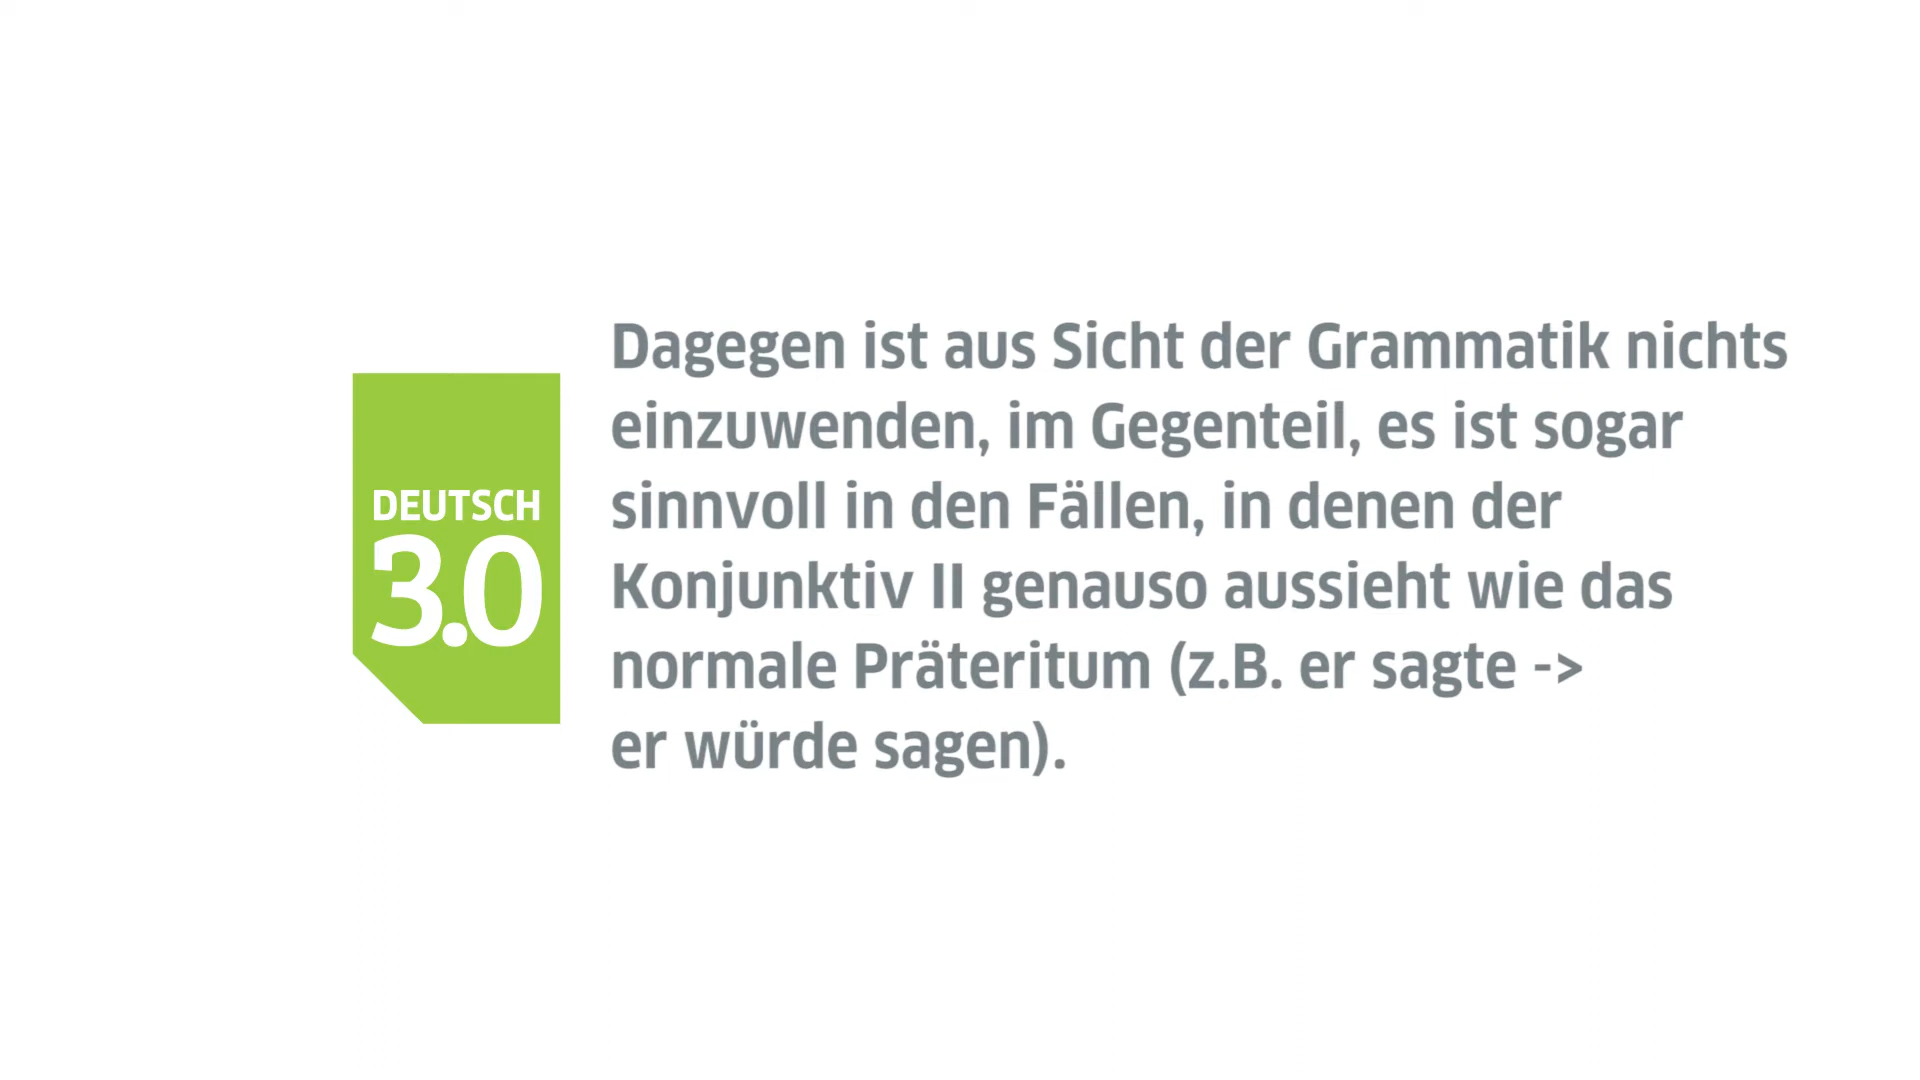 DEUTSCH
3.0
Dagegen ist aus Sicht der Grammatik nichts
einzuwenden, im Gegenteil, es ist sogar
sinnvoll in den Fällen, in denen der
Konjunktiv II genauso aussieht wie das
normale Präteritum (z.B. er sagte ->
er würde sagen).